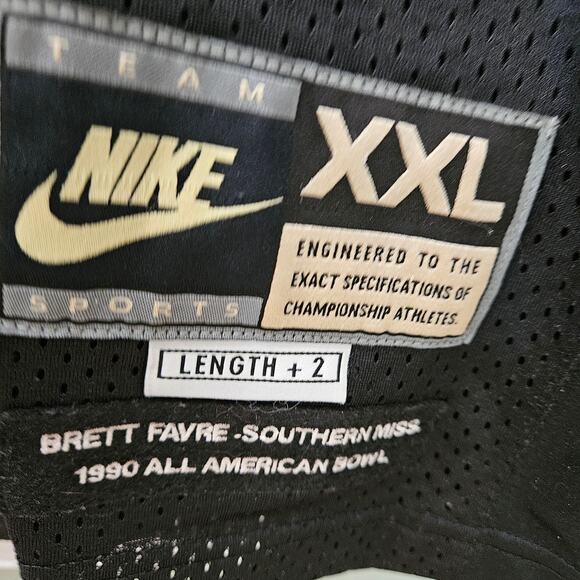 TEAM
NIKE
SPORTS
XXL
ENGINEERED TO THE
EXACT SPECIFICATIONS OF
CHAMPIONSHIP ATHLETES.
LENGTH + 2
BRETT FAVRE - SOUTHERN MISS.
1990 ALL AMERICAN BOWL